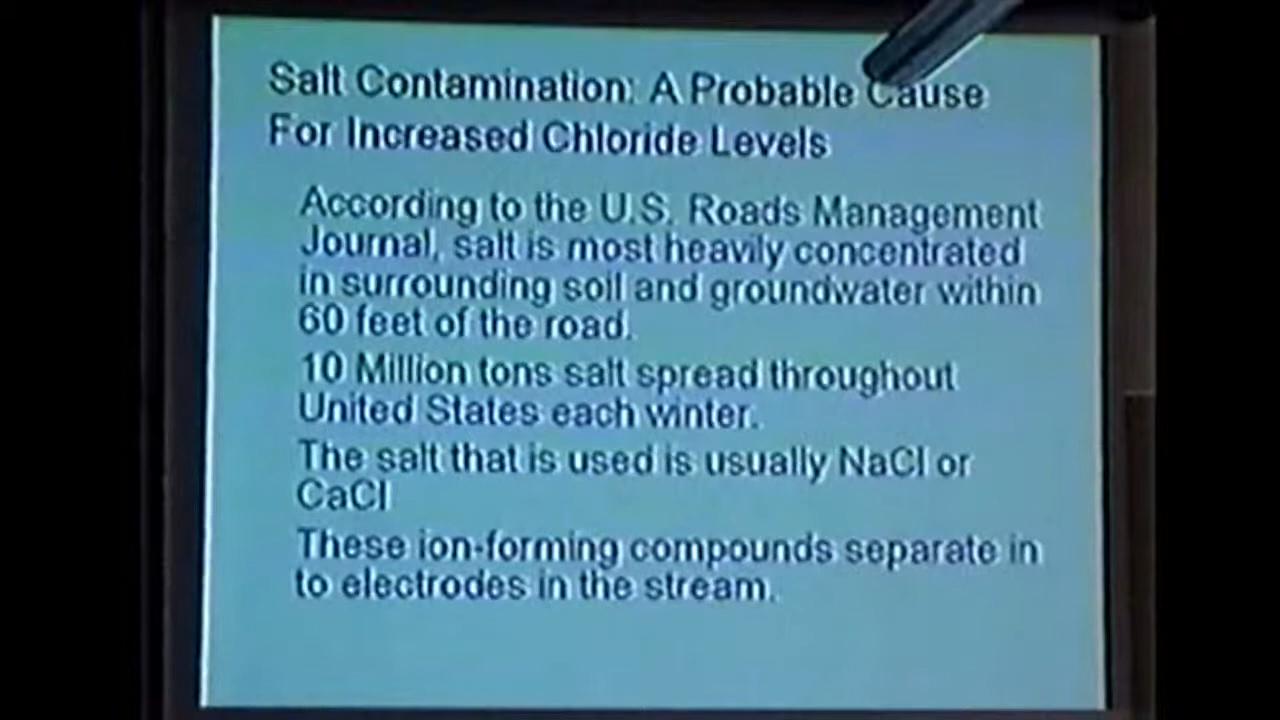 Salt Contamination: A Probable Cause
For Increased Chloride Levels
According to the U.S. Roads Management
Journal, salt is most heavily concentrated
in surrounding soil and groundwater within
60 feet of the road.
10 Million tons salt spread throughout
United States each winter.
The salt that is used is usually NaCl or
CaCl
These ion-forming compounds separate in
to electrodes in the stream.